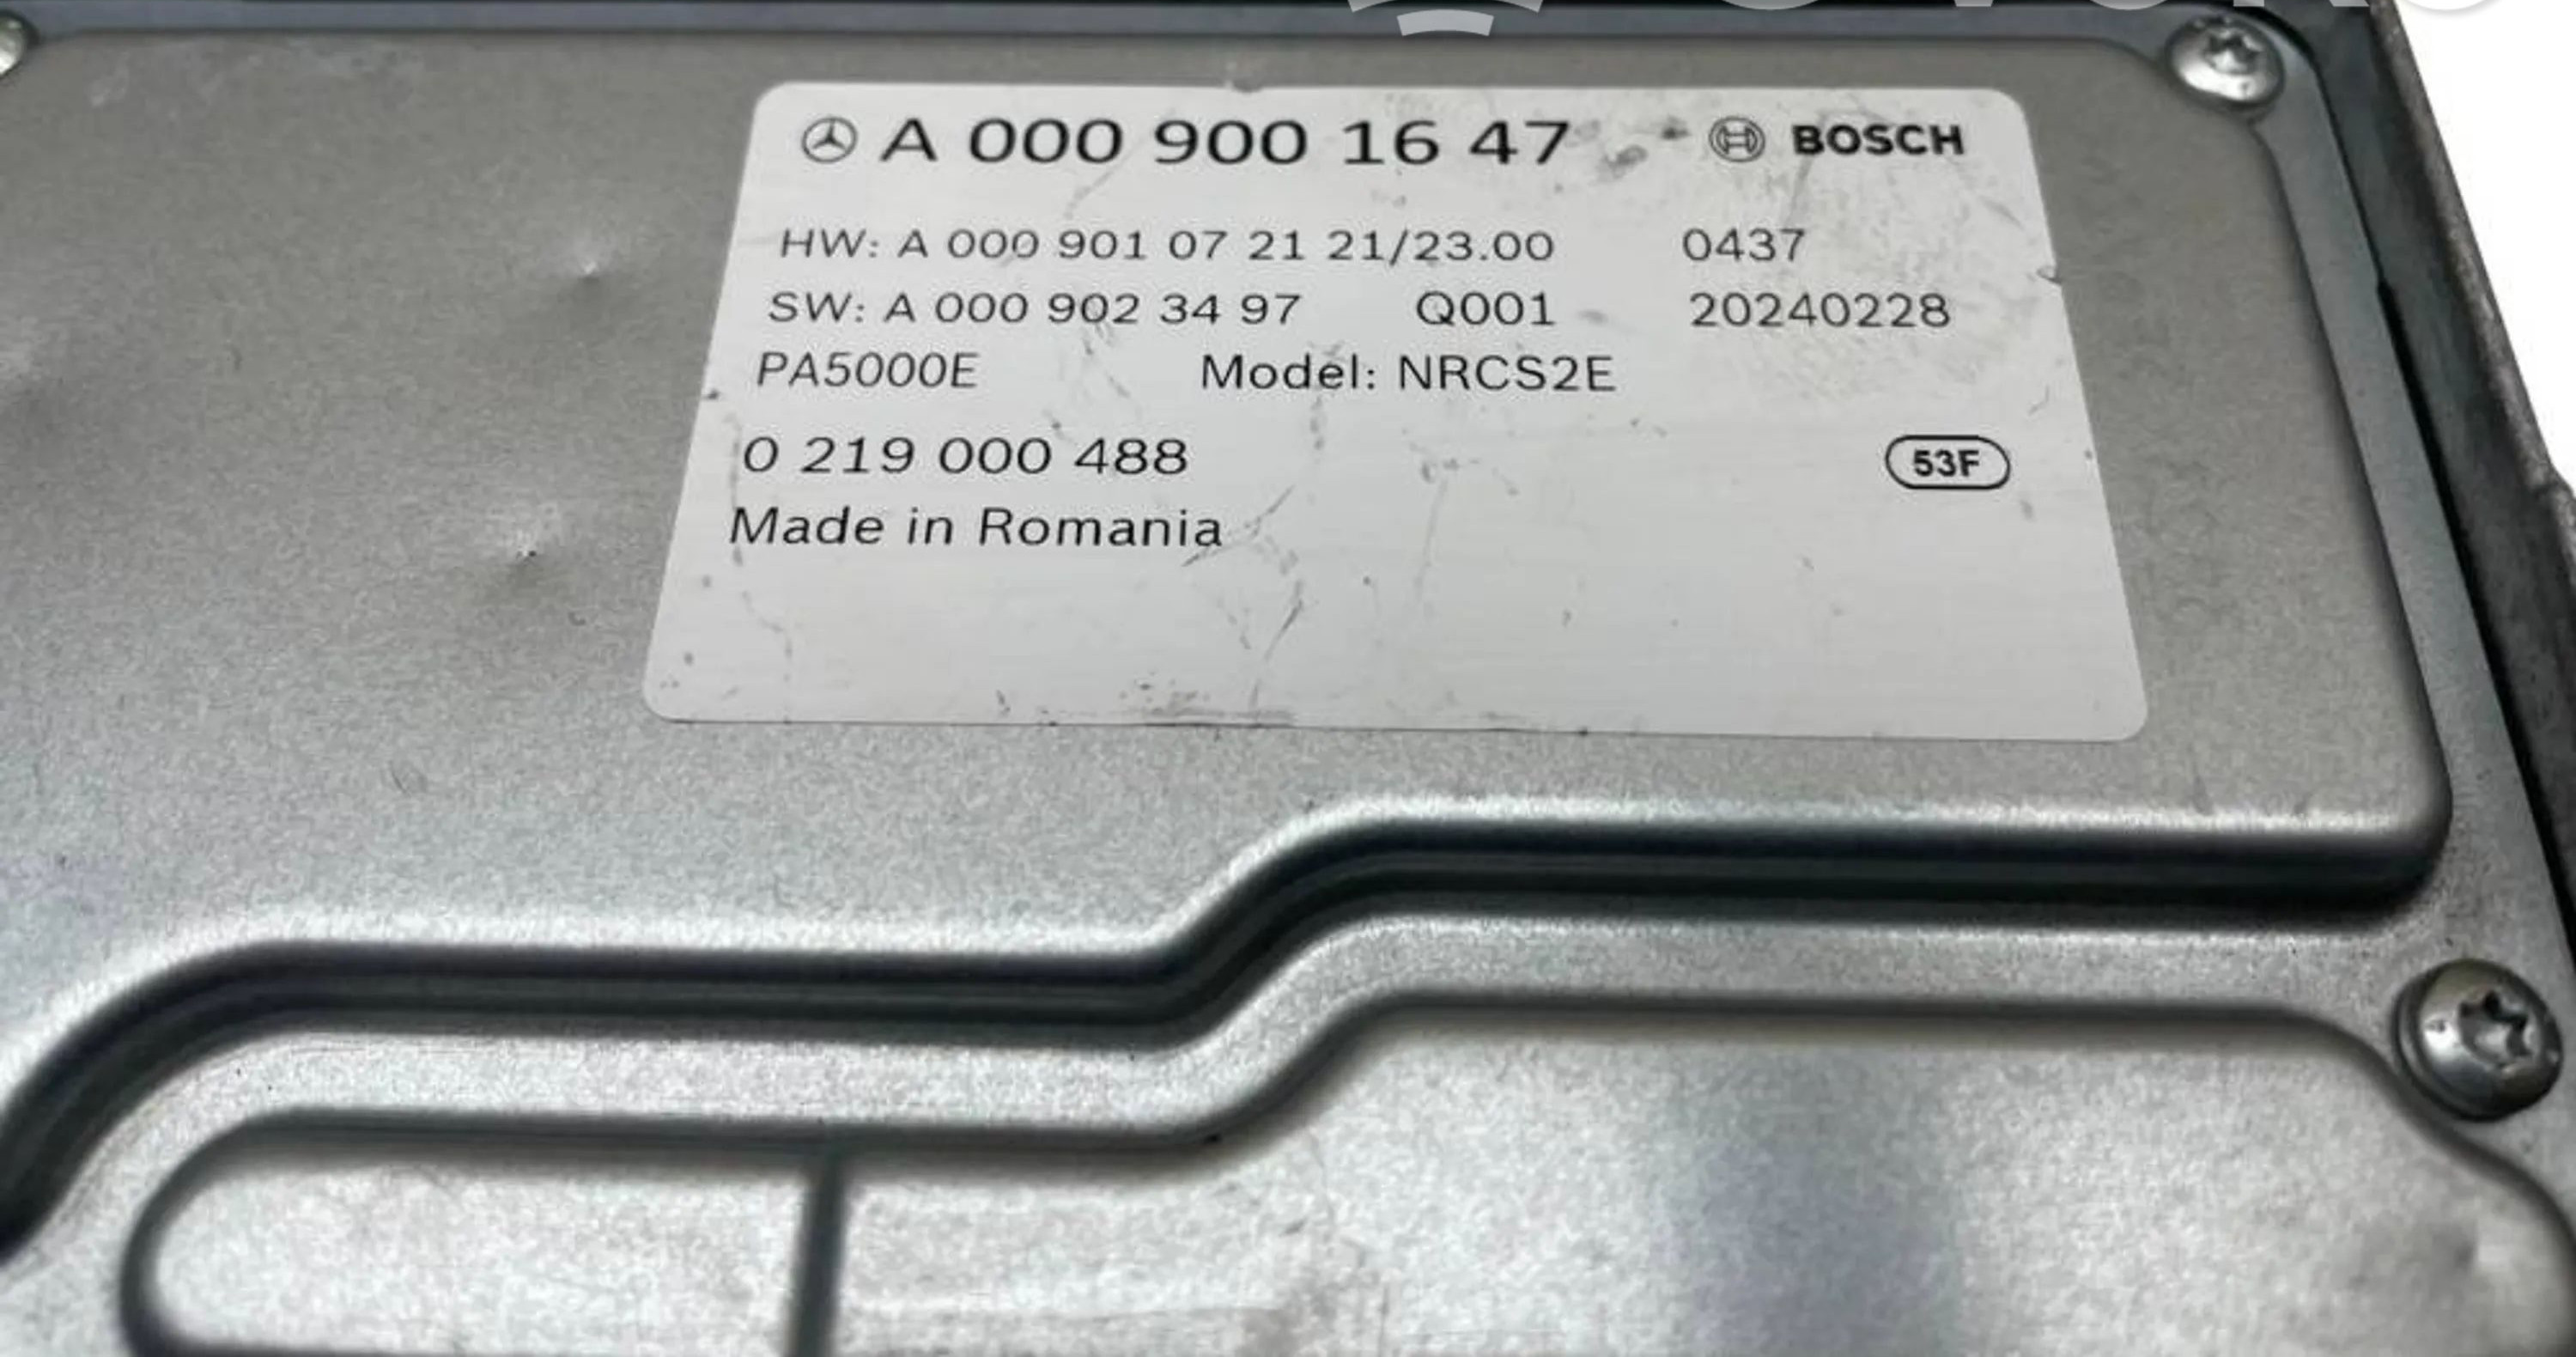 A 000 900 16 47 BOSCH
HW: A 000 901 07 21 21/23.00 0437
SW: A 000 902 34 97 Q001 20240228
PA5000E Model: NRCS2E
0 219 000 488 53F
Made in Romania